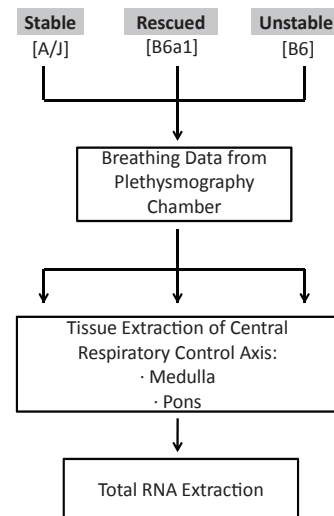 Stable Rescued Unstable
[A/J] [B6a1] [B6]
Breathing Data from
Plethysmography
Chamber
Tissue Extraction of Central
Respiratory Control Axis:
· Medulla
· Pons
Total RNA Extraction